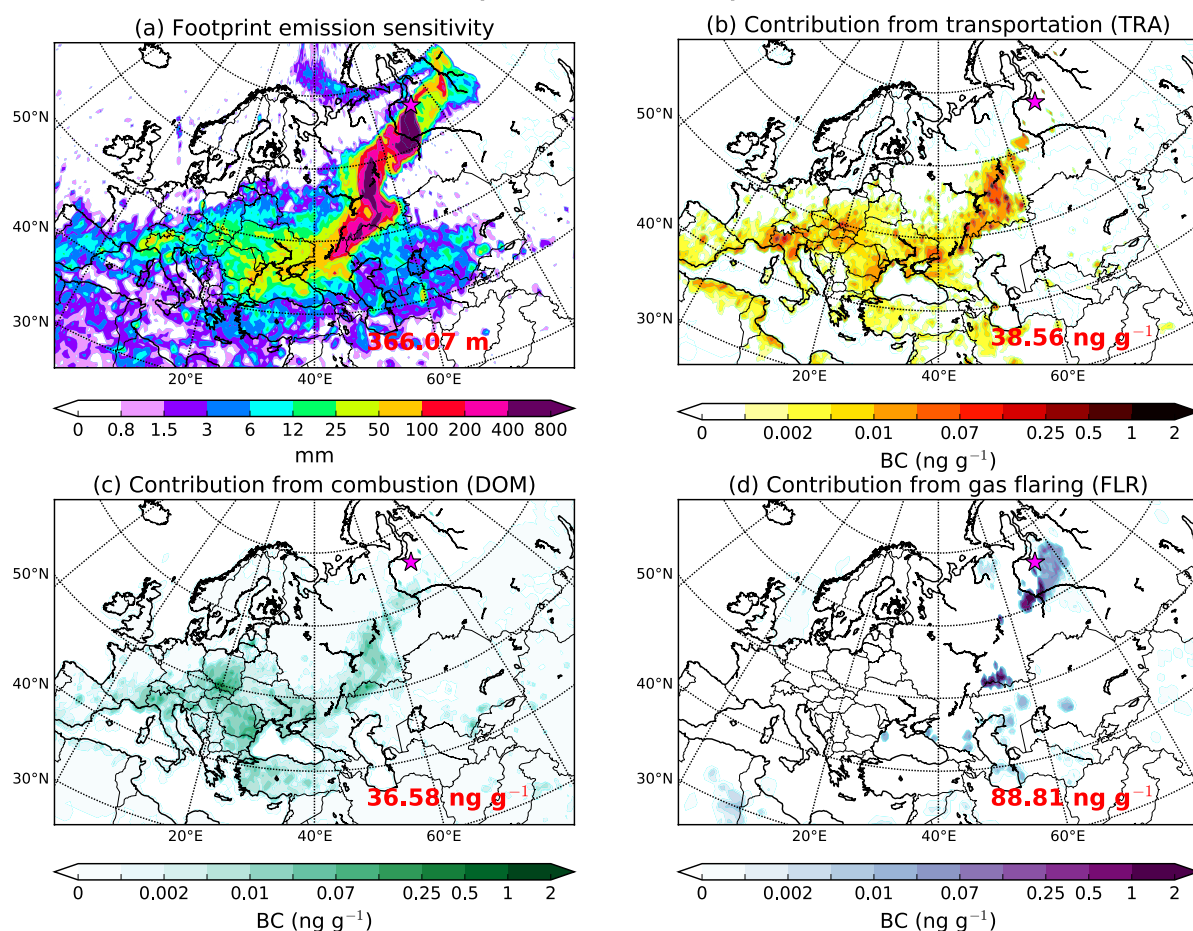 (a) Footprint emission sensitivity
(b) Contribution from transportation (TRA)
50°N
40°N
30°N
366.07 m
20°E 40°E 60°E
50°N
40°N
30°N
38.56 ng g⁻¹
20°E 40°E 60°E
0 0.8 1.5 3 6 12 25 50 100 200 400 800
mm
0 0.002 0.01 0.07 0.25 0.5 1 2
BC (ng g⁻¹)
(c) Contribution from combustion (DOM)
(d) Contribution from gas flaring (FLR)
50°N
40°N
30°N
36.58 ng g⁻¹
20°E 40°E 60°E
50°N
40°N
30°N
88.81 ng g⁻¹
20°E 40°E 60°E
0 0.002 0.01 0.07 0.25 0.5 1 2
BC (ng g⁻¹)
0 0.002 0.01 0.07 0.25 0.5 1 2
BC (ng g⁻¹)